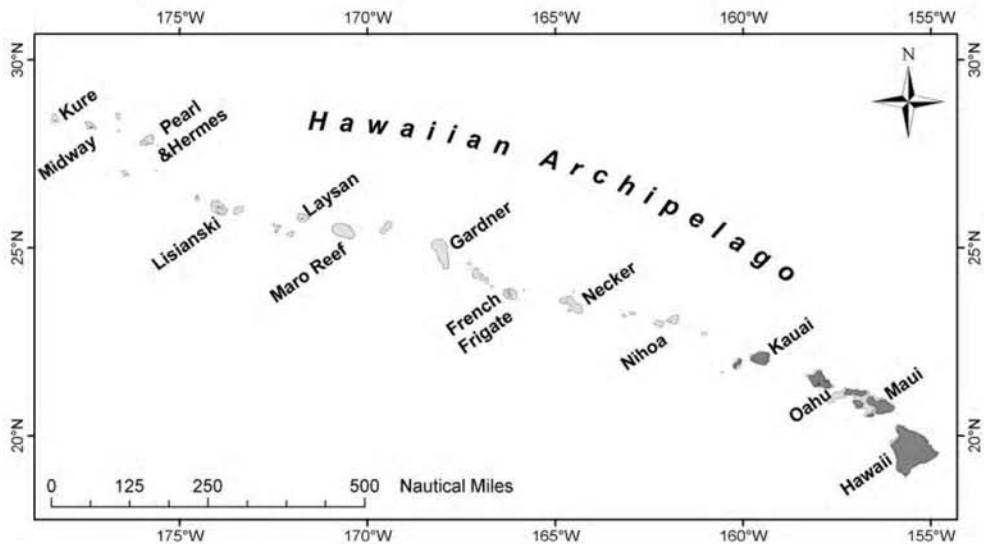 175°W 170°W 165°W 160°W 155°W
30°N 30°N
N
Kure
Pearl
&Hermes
Midway
Hawaiian Archipelago
Laysan
Lisianski
Gardner
25°N 25°N
Maro Reef
Necker
French
Frigate
Nihoa
Kauai
Maui
Oahu
20°N 20°N
Hawaii
0 125 250 500 Nautical Miles
175°W 170°W 165°W 160°W 155°W